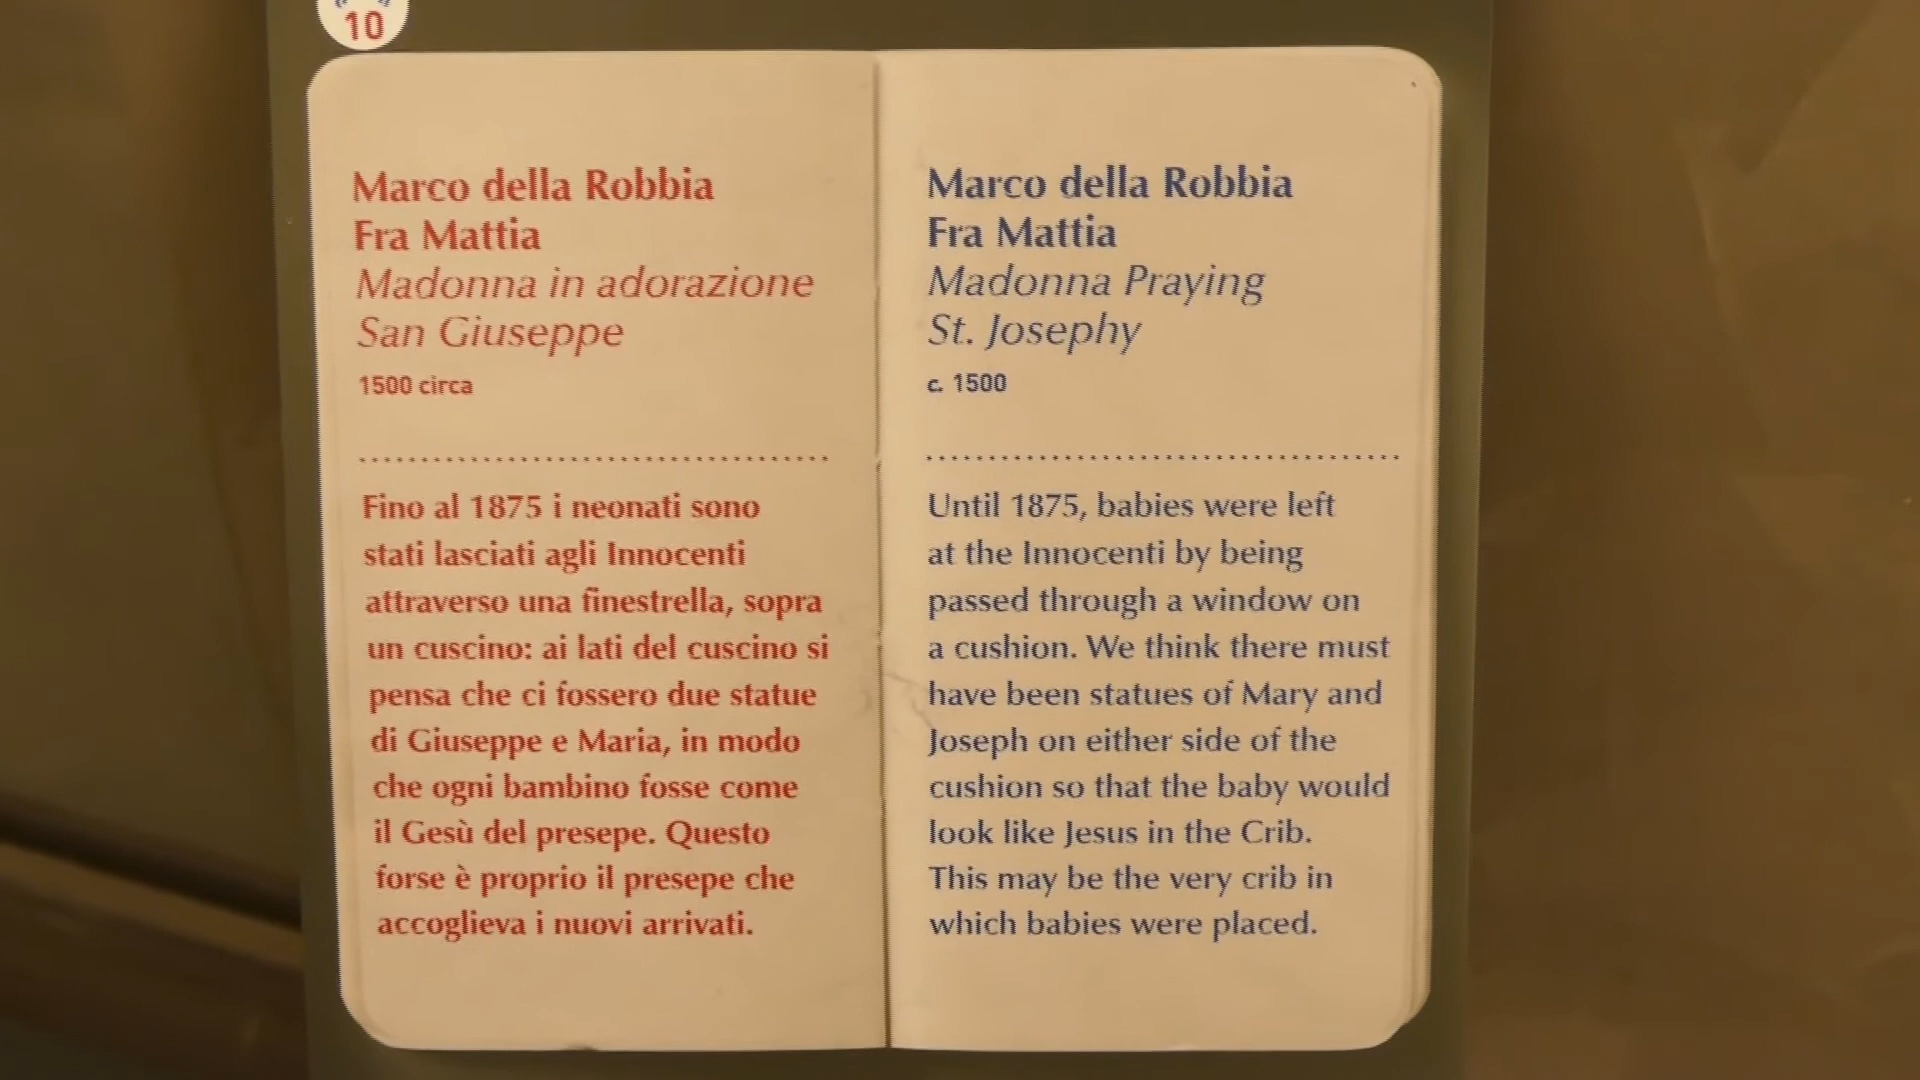 10
Marco della Robbia
Fra Mattia
Madonna in adorazione
San Giuseppe
1500 circa
Fino al 1875 i neonati sono
stati lasciati agli Innocenti
attraverso una finestrella, sopra
un cuscino: ai lati del cuscino si
pensa che ci fossero due statue
di Giuseppe e Maria, in modo
che ogni bambino fosse come
il Gesù del presepe. Questo
forse è proprio il presepe che
accoglieva i nuovi arrivati.
Marco della Robbia
Fra Mattia
Madonna Praying
St. Josephy
c. 1500
Until 1875, babies were left
at the Innocenti by being
passed through a window on
a cushion. We think there must
have been statues of Mary and
Joseph on either side of the
cushion so that the baby would
look like Jesus in the Crib.
This may be the very crib in
which babies were placed.